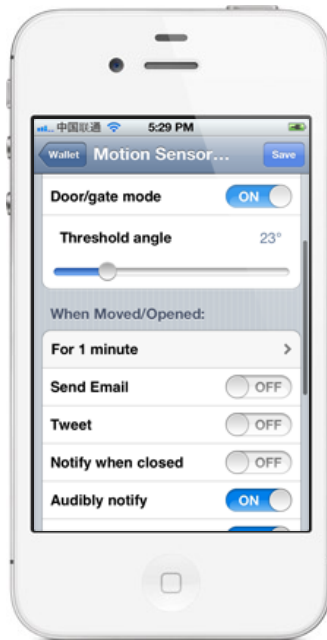 中国联通 5:29 PM
Wallet Motion Sensor... Save
Door/gate mode ON
Threshold angle 23°
When Moved/Opened:
For 1 minute
Send Email OFF
Tweet OFF
Notify when closed OFF
Audibly notify ON